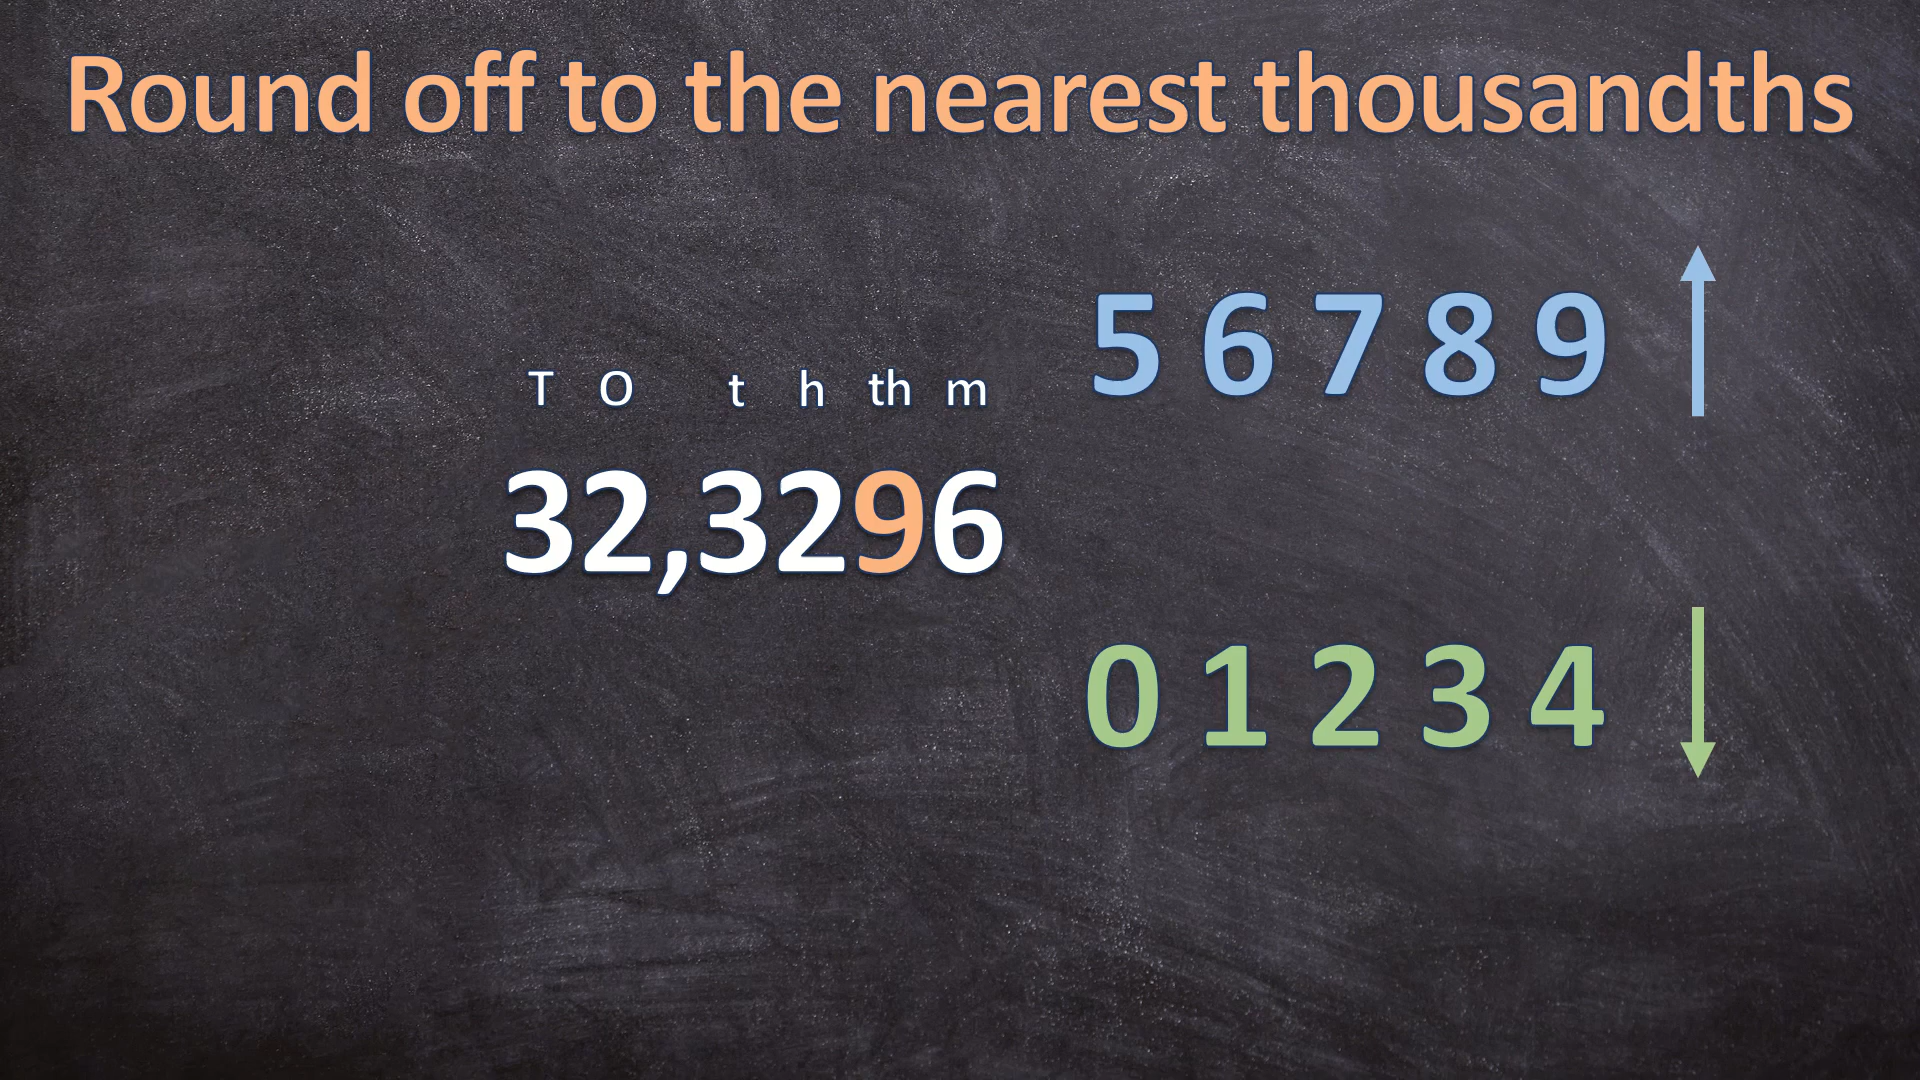 Round off to the nearest thousandths
5 6 7 8 9
T O t h th m
32,3296
0 1 2 3 4